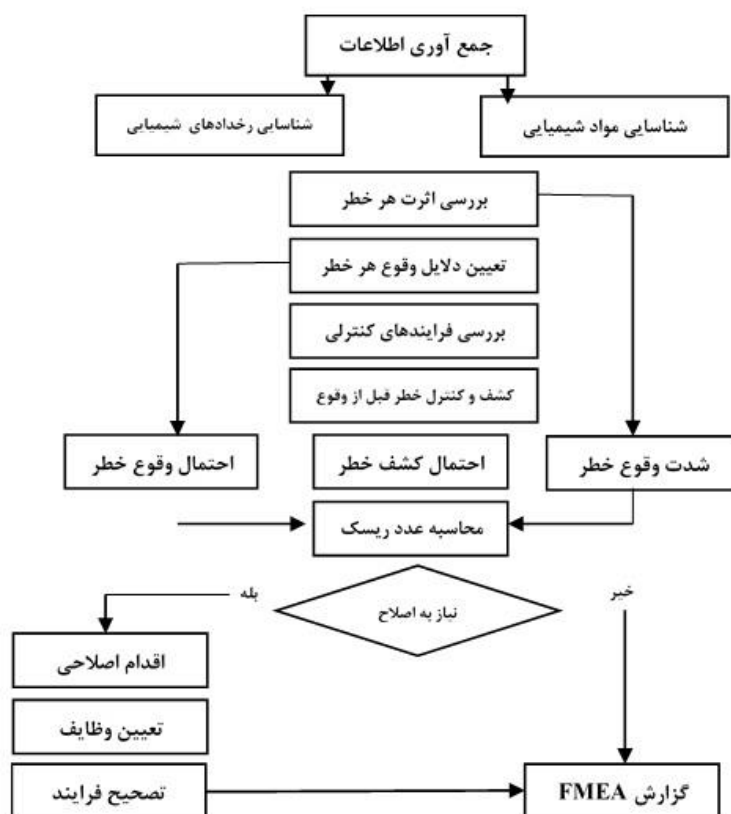 جمع آوری اطلاعات
شناسایی مواد شیمیایی
شناسایی رخدادهای شیمیایی
بررسی اثرت هر خطر
تعیین دلایل وقوع هر خطر
بررسی فرایندهای کنترلی
کشف و کنترل خطر قبل از وقوع
شدت وقوع خطر
احتمال کشف خطر
احتمال وقوع خطر
محاسبه عدد ریسک
خیر
بله
نیاز به اصلاح
اقدام اصلاحی
تعیین وظایف
گزارش FMEA
تصحیح فرایند